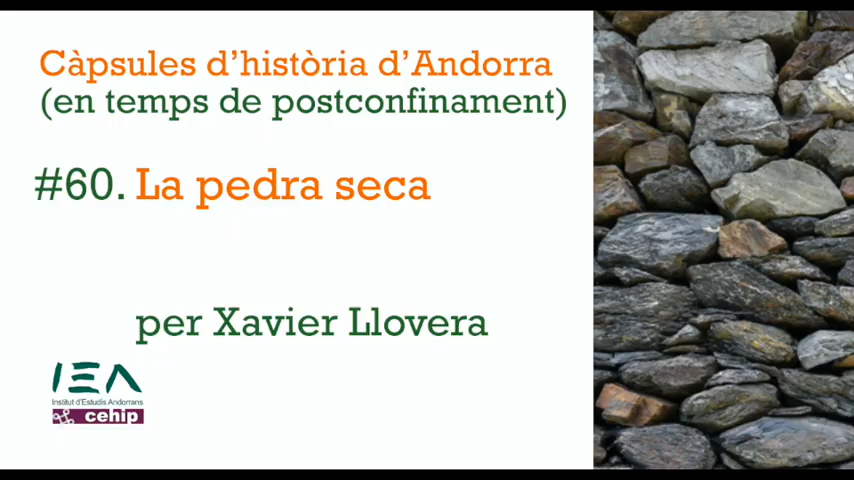 Càpsules d'història d'Andorra
(en temps de postconfinament)
#60. La pedra seca
per Xavier Llovera
IEA
Institut d'Estudis Andorrans
cehip